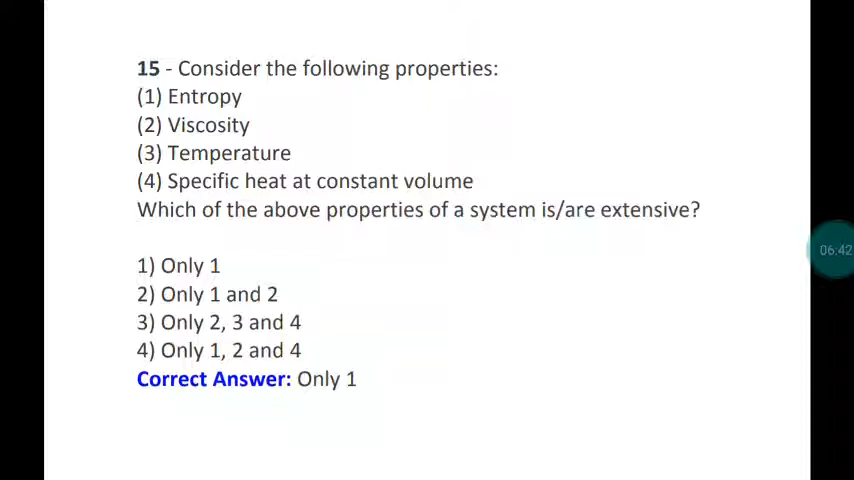 15 - Consider the following properties:
(1) Entropy
(2) Viscosity
(3) Temperature
(4) Specific heat at constant volume
Which of the above properties of a system is/are extensive?
06:42
1) Only 1
2) Only 1 and 2
3) Only 2, 3 and 4
4) Only 1, 2 and 4
Correct Answer: Only 1